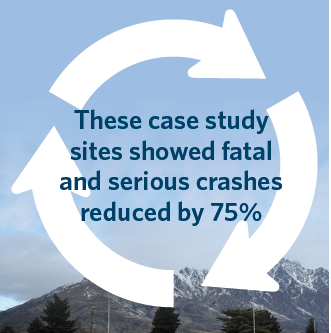 These case study
sites showed fatal
and serious crashes
reduced by 75%